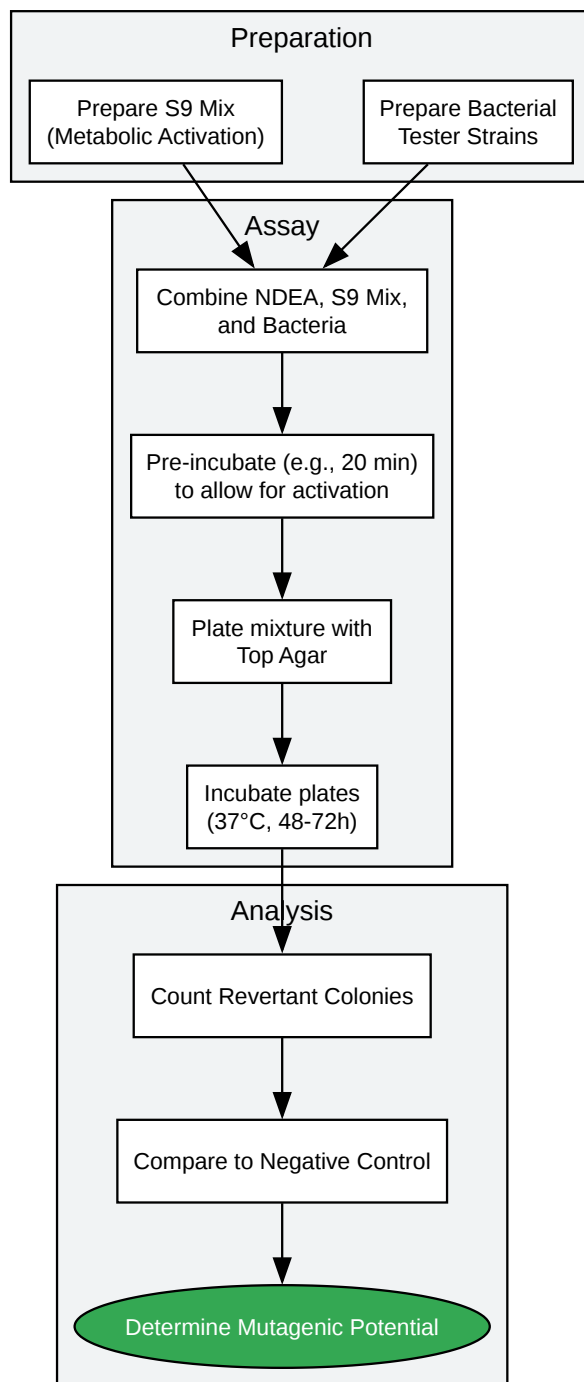 Preparation
Prepare S9 Mix
(Metabolic Activation)
Prepare Bacterial
Tester Strains
Assay
Combine NDEA, S9 Mix,
and Bacteria
Pre-incubate (e.g., 20 min)
to allow for activation
Plate mixture with
Top Agar
Incubate plates
(37°C, 48-72h)
Analysis
Count Revertant Colonies
Compare to Negative Control
Determine Mutagenic Potential